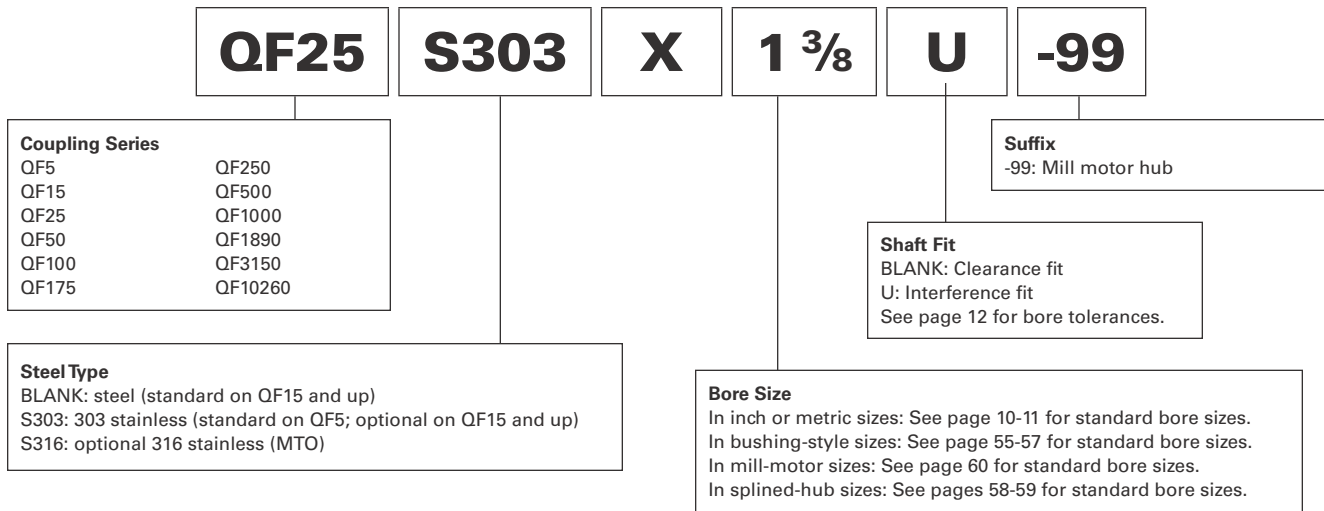 QF25 S303 X 1 ⅜ U -99
Coupling Series
QF5 QF250
QF15 QF500
QF25 QF1000
QF50 QF1890
QF100 QF3150
QF175 QF10260
Suffix
-99: Mill motor hub
Shaft Fit
BLANK: Clearance fit
U: Interference fit
See page 12 for bore tolerances.
Steel Type
BLANK: steel (standard on QF15 and up)
S303: 303 stainless (standard on QF5; optional on QF15 and up)
S316: optional 316 stainless (MTO)
Bore Size
In inch or metric sizes: See page 10-11 for standard bore sizes.
In bushing-style sizes: See page 55-57 for standard bore sizes.
In mill-motor sizes: See page 60 for standard bore sizes.
In splined-hub sizes: See pages 58-59 for standard bore sizes.